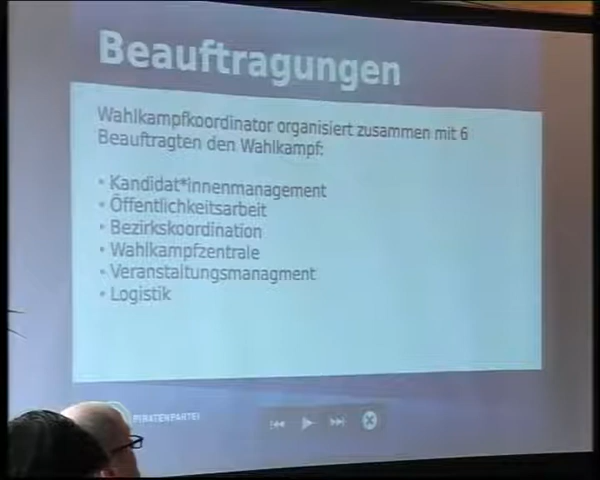 Beauftragungen
Wahlkampfkoordinator organisiert zusammen mit 6
Beauftragten den Wahlkampf:
• Kandidat*innenmanagement
• Öffentlichkeitsarbeit
• Bezirkskoordination
• Wahlkampfzentrale
• Veranstaltungsmanagment
• Logistik
PIRATENPARTEI